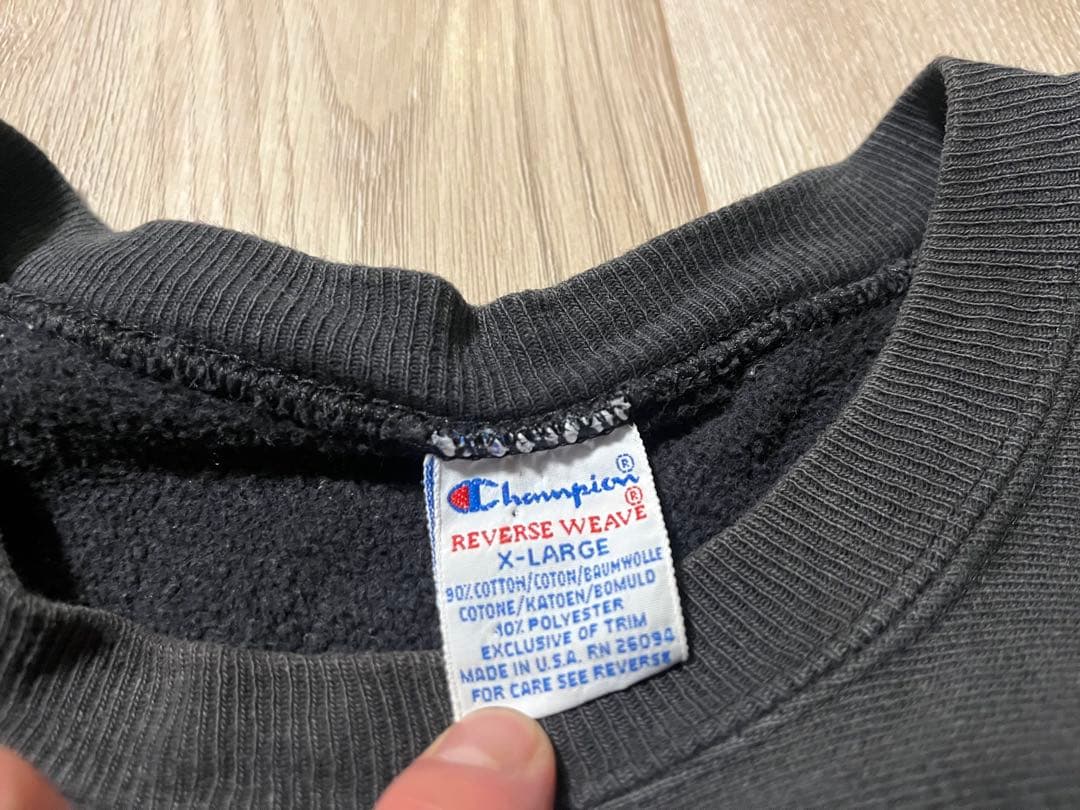 Champion®
REVERSE WEAVE®
X-LARGE
90% COTTON/COTON/BAUMWOLLE
COTONE/KATOEN/BOMULD
10% POLYESTER
EXCLUSIVE OF TRIM
MADE IN U.S.A. RN 26094
FOR CARE SEE REVERSE